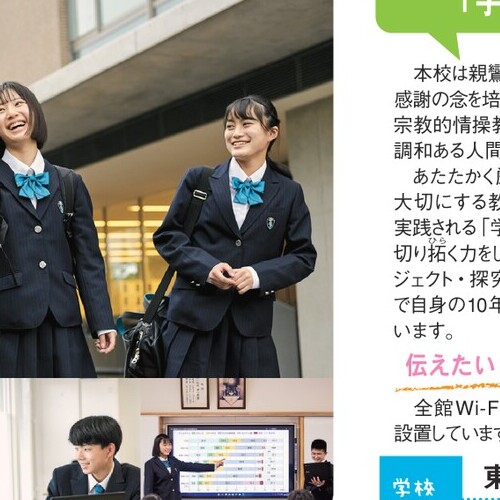 「学
本校は親鸞
感謝の念を培
宗教的情操教
調和ある人間
あたたかく
大切にする教
実践される「学
切り拓く力をし
ひら
ジェクト・探究
で自身の10年
います。
伝えたい
全館Wi-F
設置しています
学校
東